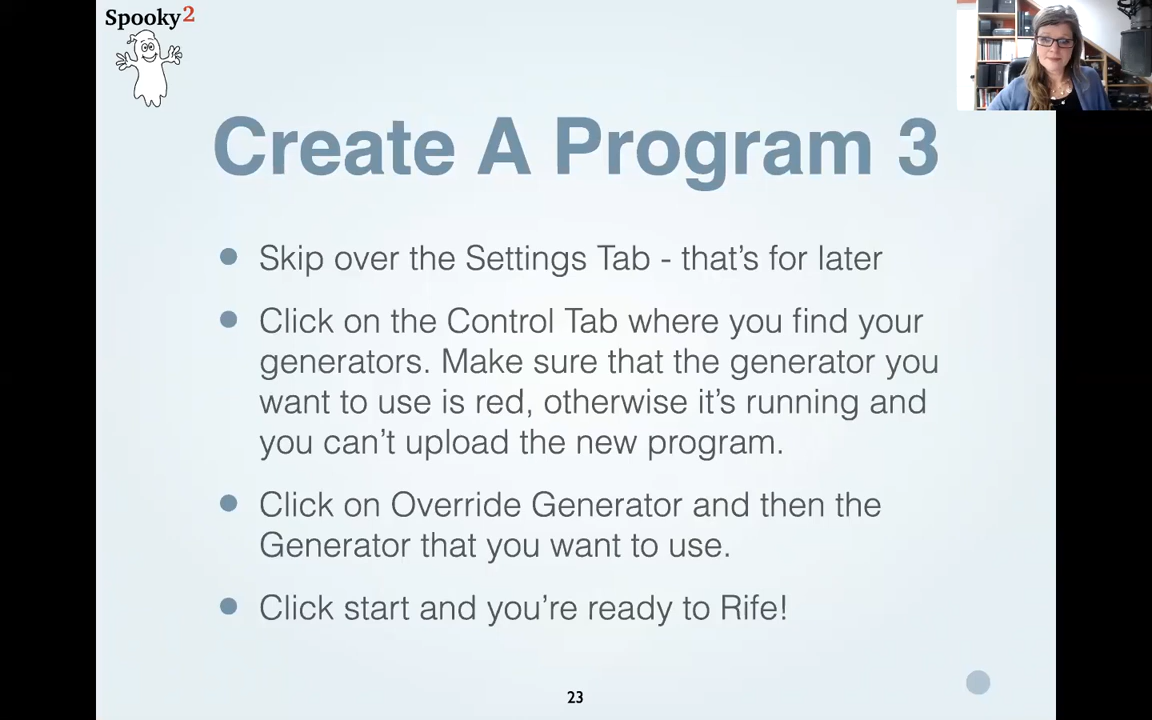 Spooky2
Create A Program 3
Skip over the Settings Tab - that's for later
Click on the Control Tab where you find your
generators. Make sure that the generator you
want to use is red, otherwise it's running and
you can't upload the new program.
Click on Override Generator and then the
Generator that you want to use.
Click start and you're ready to Rife!
23